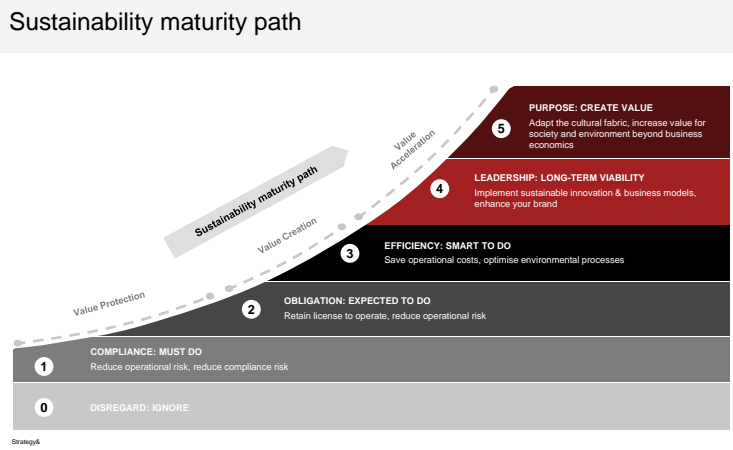 Sustainability maturity path
5
PURPOSE: CREATE VALUE
Adapt the cultural fabric, increase value for
society and environment beyond business
economics
Value
Acceleration
4
LEADERSHIP: LONG-TERM VIABILITY
Implement sustainable innovation & business models,
enhance your brand
Sustainability maturity path
Value Creation
3
EFFICIENCY: SMART TO DO
Save operational costs, optimise environmental processes
Value Protection
2
OBLIGATION: EXPECTED TO DO
Retain license to operate, reduce operational risk
1
COMPLIANCE: MUST DO
Reduce operational risk, reduce compliance risk
0
DISREGARD: IGNORE
Strategy&